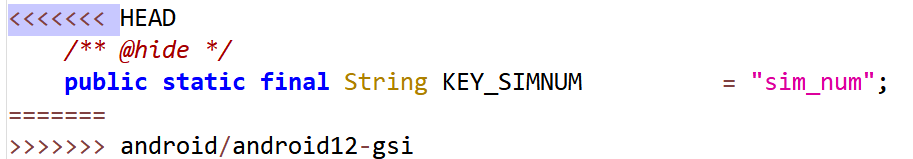 <<<<<<< HEAD
    /** @hide */
    public static final String KEY_SIMNUM          = "sim_num";
=======
>>>>>>> android/android12-gsi